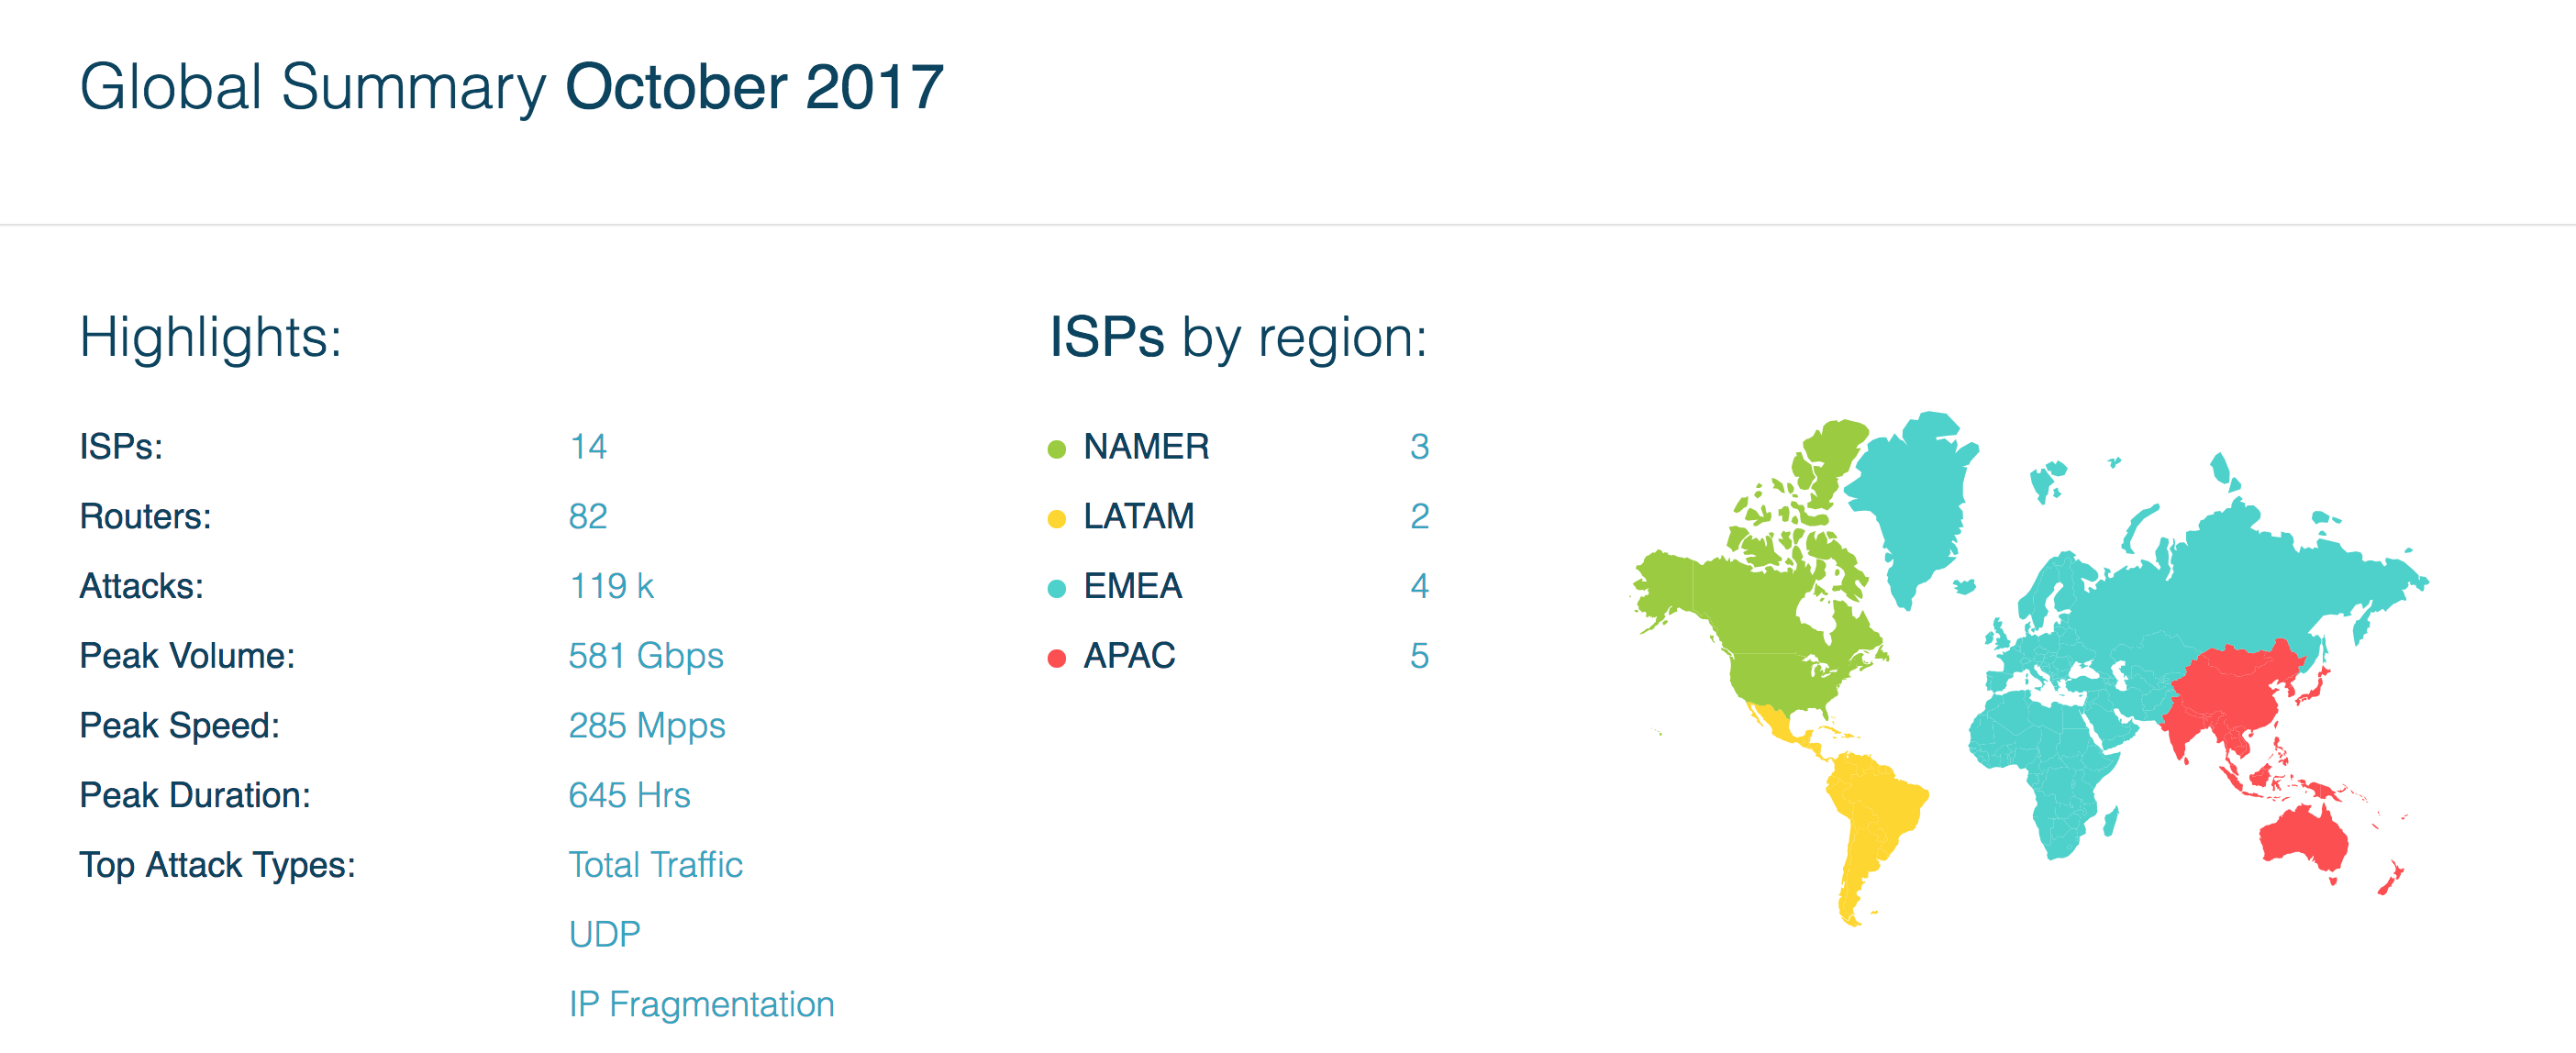 Global Summary October 2017
Highlights:
ISPs: 14
Routers: 82
Attacks: 119 k
Peak Volume: 581 Gbps
Peak Speed: 285 Mpps
Peak Duration: 645 Hrs
Top Attack Types: Total Traffic
UDP
IP Fragmentation
ISPs by region:
NAMER 3
LATAM 2
EMEA 4
APAC 5